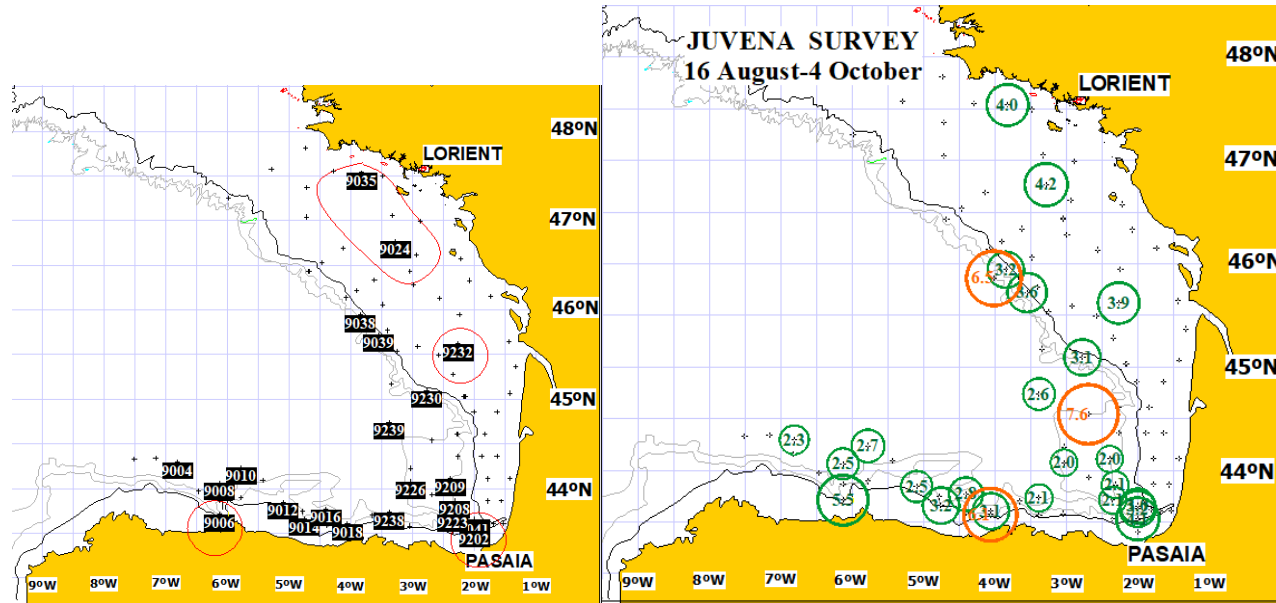 48ºN
LORIENT
9035
47ºN
9024
46ºN
9038
9039
9232
45ºN
9230
9239
9004
9010
9008
9226
9209
44ºN
9012
9016
9208
9006
9014
9018
9238
9223
9202
PASAIA
9ºW 8ºW 7ºW 6ºW 5ºW 4ºW 3ºW 2ºW 1ºW
JUVENA SURVEY
16 August-4 October
48ºN
LORIENT
4.0
47ºN
4.2
46ºN
3.2
6.5
3.6
3.9
45ºN
3.1
2.6
7.6
2.3
2.7
2.5
2.0
2.0
44ºN
2.5
2.8
2.1
2.1
5.5
3.2
3.1
PASAIA
9ºW 8ºW 7ºW 6ºW 5ºW 4ºW 3ºW 2ºW 1ºW